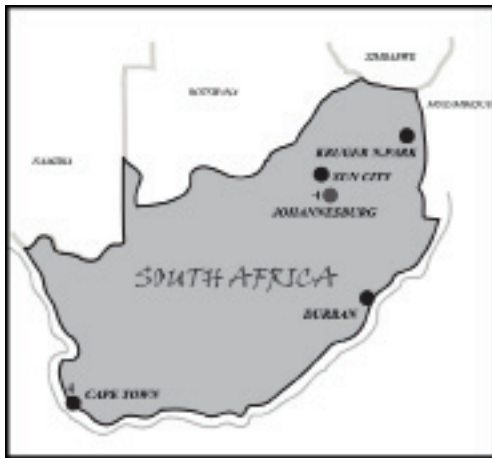 ZIMBABWE
BOTSWANA
MOZAMBIQUE
NAMIBIA
KRUGER N.PARK
SUN CITY
JOHANNESBURG
SOUTH AFRICA
DURBAN
CAPE TOWN